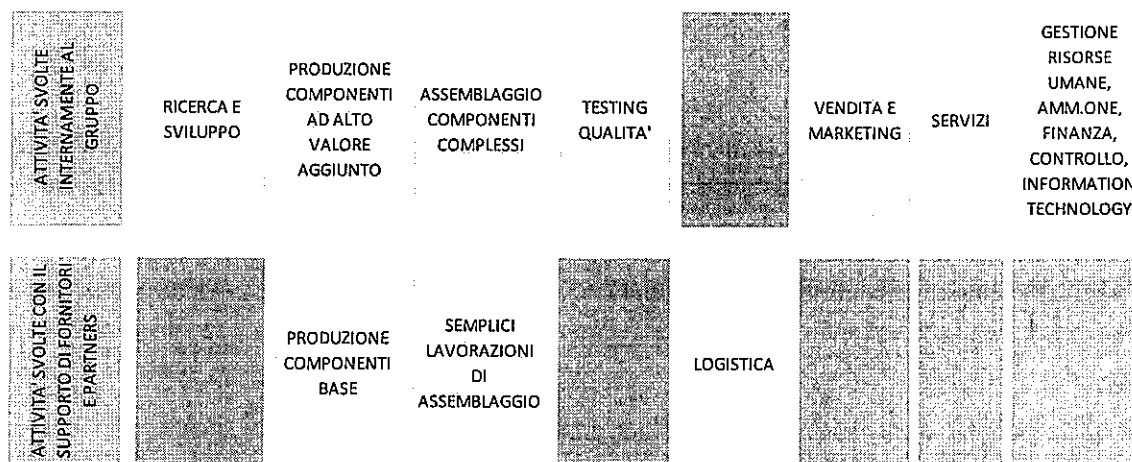 ATTIVITA' SVOLTE
INTERNAMENTE AL
GRUPPO
RICERCA E
SVILUPPO
PRODUZIONE
COMPONENTI
AD ALTO
VALORE
AGGIUNTO
ASSEMBLAGGIO
COMPONENTI
COMPLESSI
TESTING
QUALITA'
VENDITA E
MARKETING
SERVIZI
GESTIONE
RISORSE
UMANE,
AMM.ONE,
FINANZA,
CONTROLLO,
INFORMATION
TECHNOLOGY
ATTIVITA' SVOLTE CON IL
SUPPORTO DI FORNITORI
E PARTNERS
PRODUZIONE
COMPONENTI
BASE
SEMPLICI
LAVORAZIONI
DI
ASSEMBLAGGIO
LOGISTICA